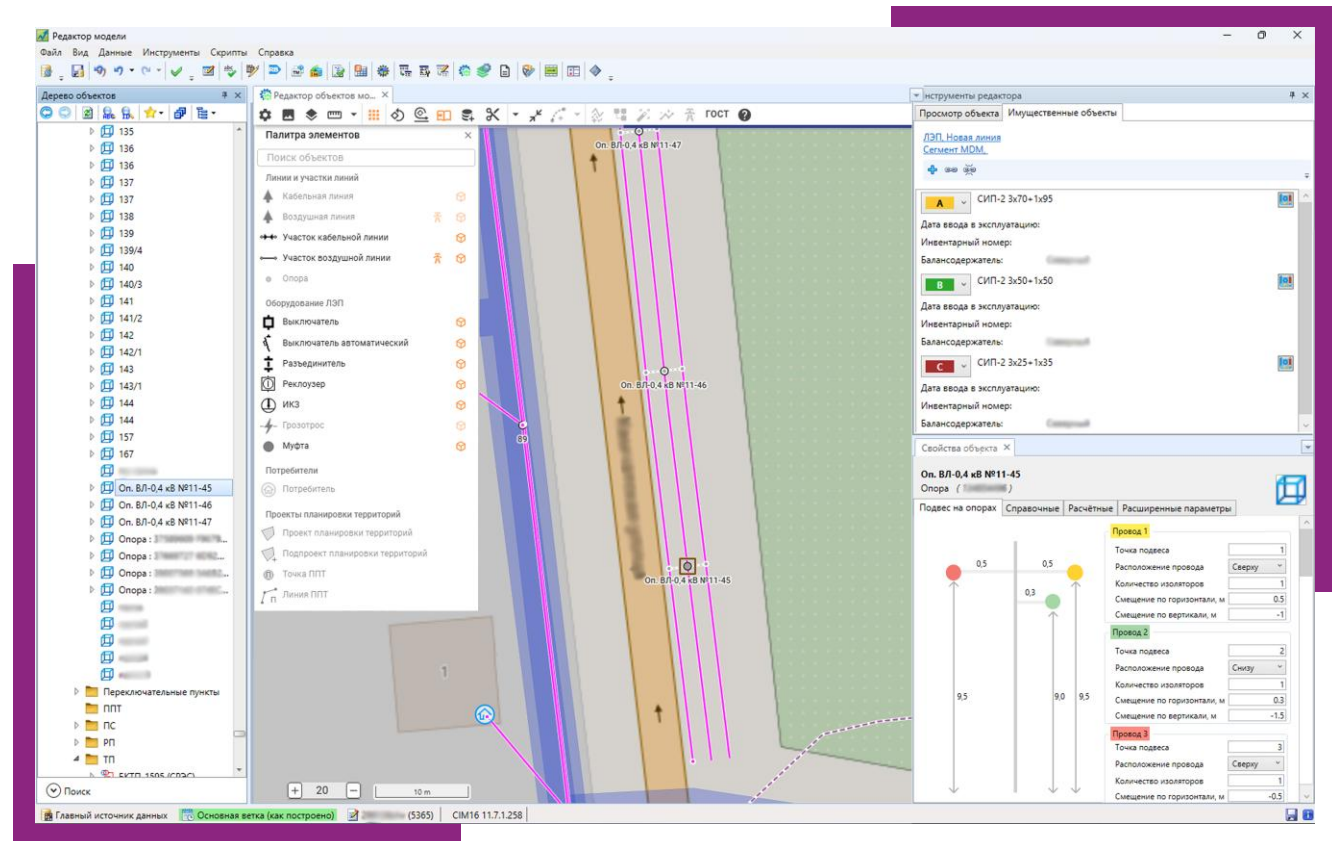 Редактор модели
Файл Вид Данные Инструменты Скрипты Справка
Дерево объектов
135
136
136
137
137
138
139
139/4
140
140/3
141
141/2
142
142/1
143
143/1
144
144
157
167
Оп. ВЛ-0,4 кВ №11-45
Оп. ВЛ-0,4 кВ №11-46
Оп. ВЛ-0,4 кВ №11-47
Опора :
Опора :
Опора :
Опора :
Переключательные пункты
ППТ
ПС
РП
ТП
БКТП 1595 (СРЭС)
Поиск
Редактор объектов мо...
ГОСТ
Палитра элементов
Поиск объектов
Линии и участки линий
Кабельная линия
Воздушная линия
Участок кабельной линии
Участок воздушной линии
Опора
Оборудование ЛЭП
Выключатель
Выключатель автоматический
Разъединитель
Реклоузер
ИКЗ
Грозотрос
Муфта
Потребители
Потребитель
Проекты планировки территорий
Проект планировки территорий
Подпроект планировки территорий
Точка ППТ
Линия ППТ
Оп. ВЛ-0,4 кВ №11-47
Оп. ВЛ-0,4 кВ №11-46
89
Оп. ВЛ-0,4 кВ №11-45
1
20
10 m
нструменты редактора
Просмотр объекта Имущественные объекты
ЛЭП, Новая линия
Сегмент MDM,
A СИП-2 3x70+1x95
Дата ввода в эксплуатацию:
Инвентарный номер:
Балансодержатель:
B СИП-2 3x50+1x50
Дата ввода в эксплуатацию:
Инвентарный номер:
Балансодержатель:
C СИП-2 3x25+1x35
Дата ввода в эксплуатацию:
Инвентарный номер:
Балансодержатель:
Свойства объекта
Оп. ВЛ-0,4 кВ №11-45
Опора
Подвес на опорах Справочные Расчётные Расширенные параметры
0,5 0,5
0,3
9,5 9,0 9,5
Провод 1
Точка подвеса 1
Расположение провода Сверху
Количество изоляторов 1
Смещение по горизонтали, м 0.5
Смещение по вертикали, м -1
Провод 2
Точка подвеса 2
Расположение провода Снизу
Количество изоляторов 1
Смещение по горизонтали, м 0.3
Смещение по вертикали, м -1.5
Провод 3
Точка подвеса 3
Расположение провода Сверху
Количество изоляторов 1
Смещение по горизонтали, м -0.5
Главный источник данных Основная ветка (как построено) (5365) CIM16 11.7.1.258